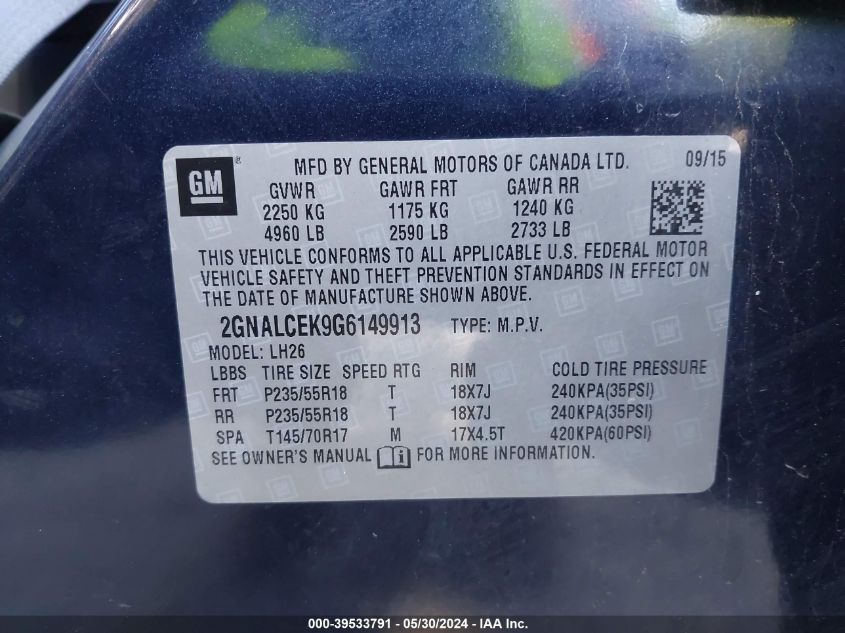 GM ® MFD BY GENERAL MOTORS OF CANADA LTD. 09/15
GVWR GAWR FRT GAWR RR
2250 KG 1175 KG 1240 KG
4960 LB 2590 LB 2733 LB
THIS VEHICLE CONFORMS TO ALL APPLICABLE U.S. FEDERAL MOTOR
VEHICLE SAFETY AND THEFT PREVENTION STANDARDS IN EFFECT ON
THE DATE OF MANUFACTURE SHOWN ABOVE.
2GNALCEK9G6149913 TYPE: M.P.V.
MODEL: LH26
LBBS TIRE SIZE SPEED RTG RIM COLD TIRE PRESSURE
FRT P235/55R18 T 18X7J 240KPA(35PSI)
RR P235/55R18 T 18X7J 240KPA(35PSI)
SPA T145/70R17 M 17X4.5T 420KPA(60PSI)
SEE OWNER'S MANUAL FOR MORE INFORMATION.
000-39533791 - 05/30/2024 - IAA Inc.